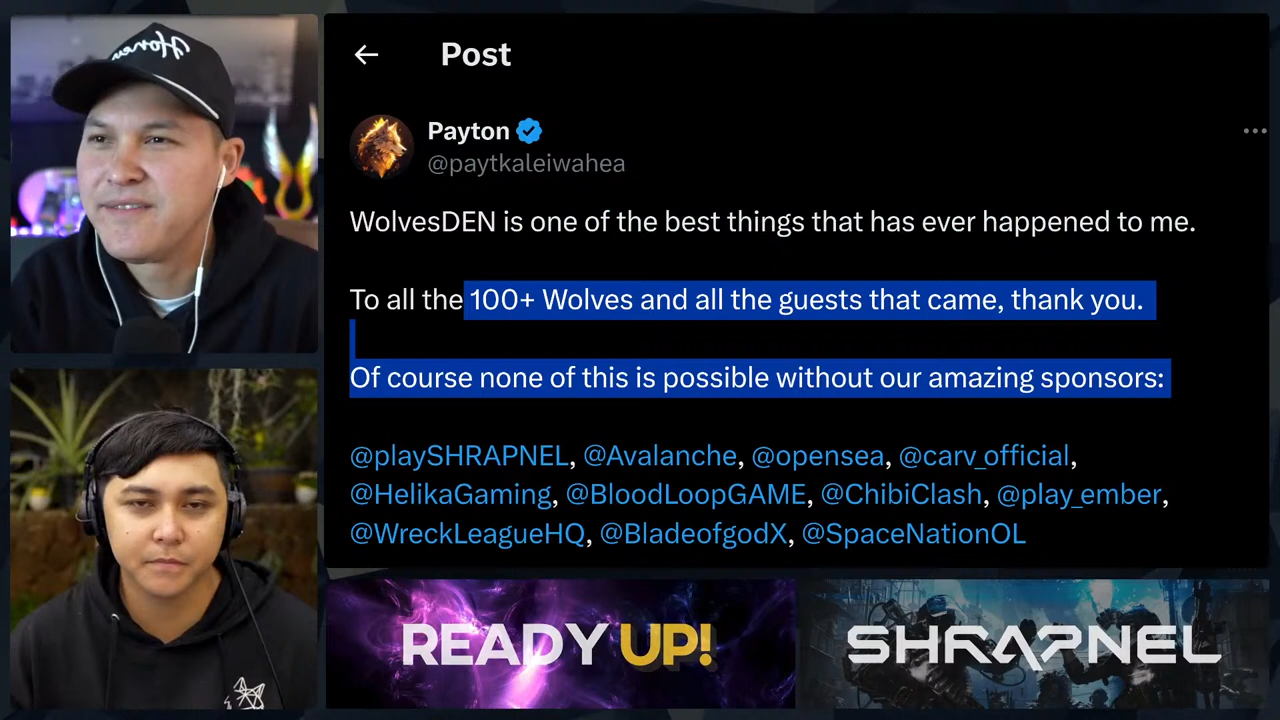 Post
Payton
@paytkaleiwahea
WolvesDEN is one of the best things that has ever happened to me.
To all the 100+ Wolves and all the guests that came, thank you.
Of course none of this is possible without our amazing sponsors:
@playSHRAPNEL, @Avalanche, @opensea, @carv_official,
@HelikaGaming, @BloodLoopGAME, @ChibiClash, @play_ember,
@WreckLeagueHQ, @BladeofgodX, @SpaceNationOL
READY UP!
SHRAPNEL